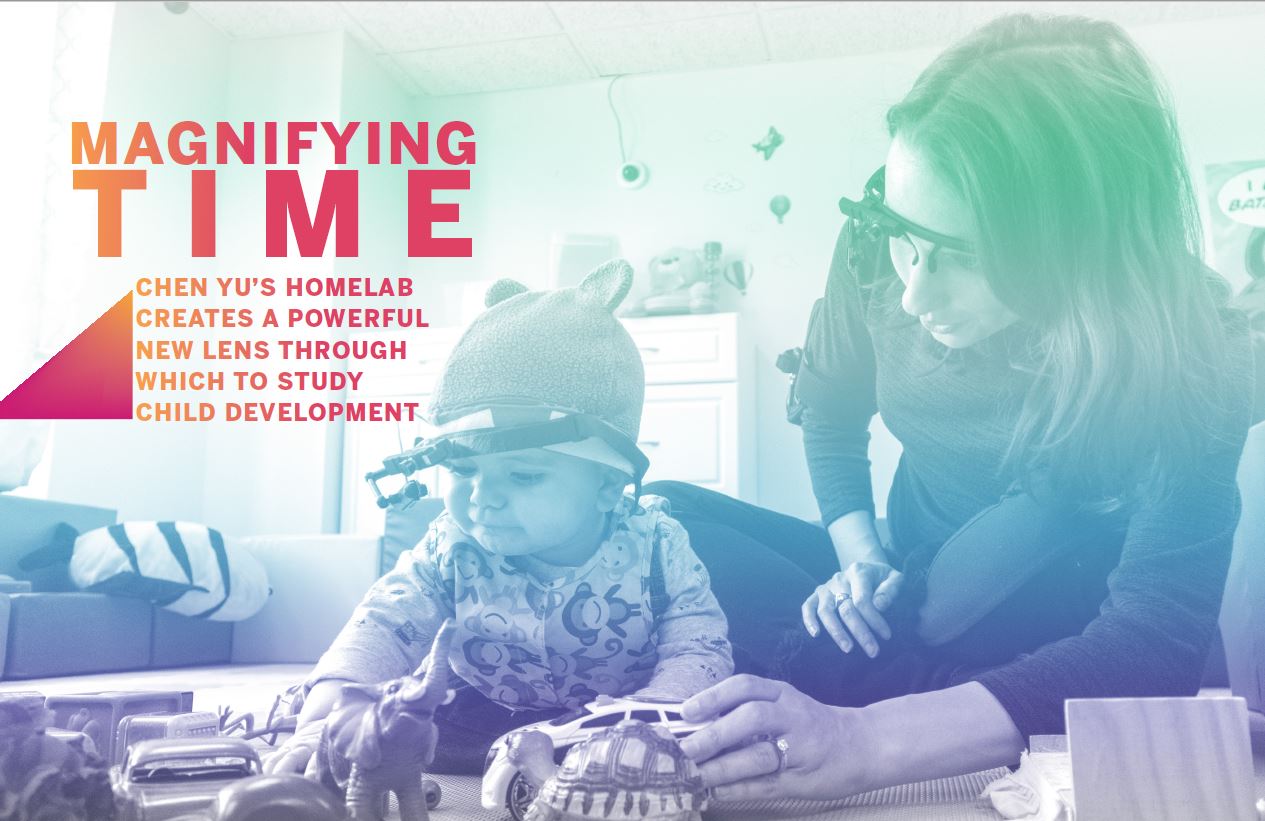 MAGNIFYING
TIME
CHEN YU'S HOMELAB
CREATES A POWERFUL
NEW LENS THROUGH
WHICH TO STUDY
CHILD DEVELOPMENT
I